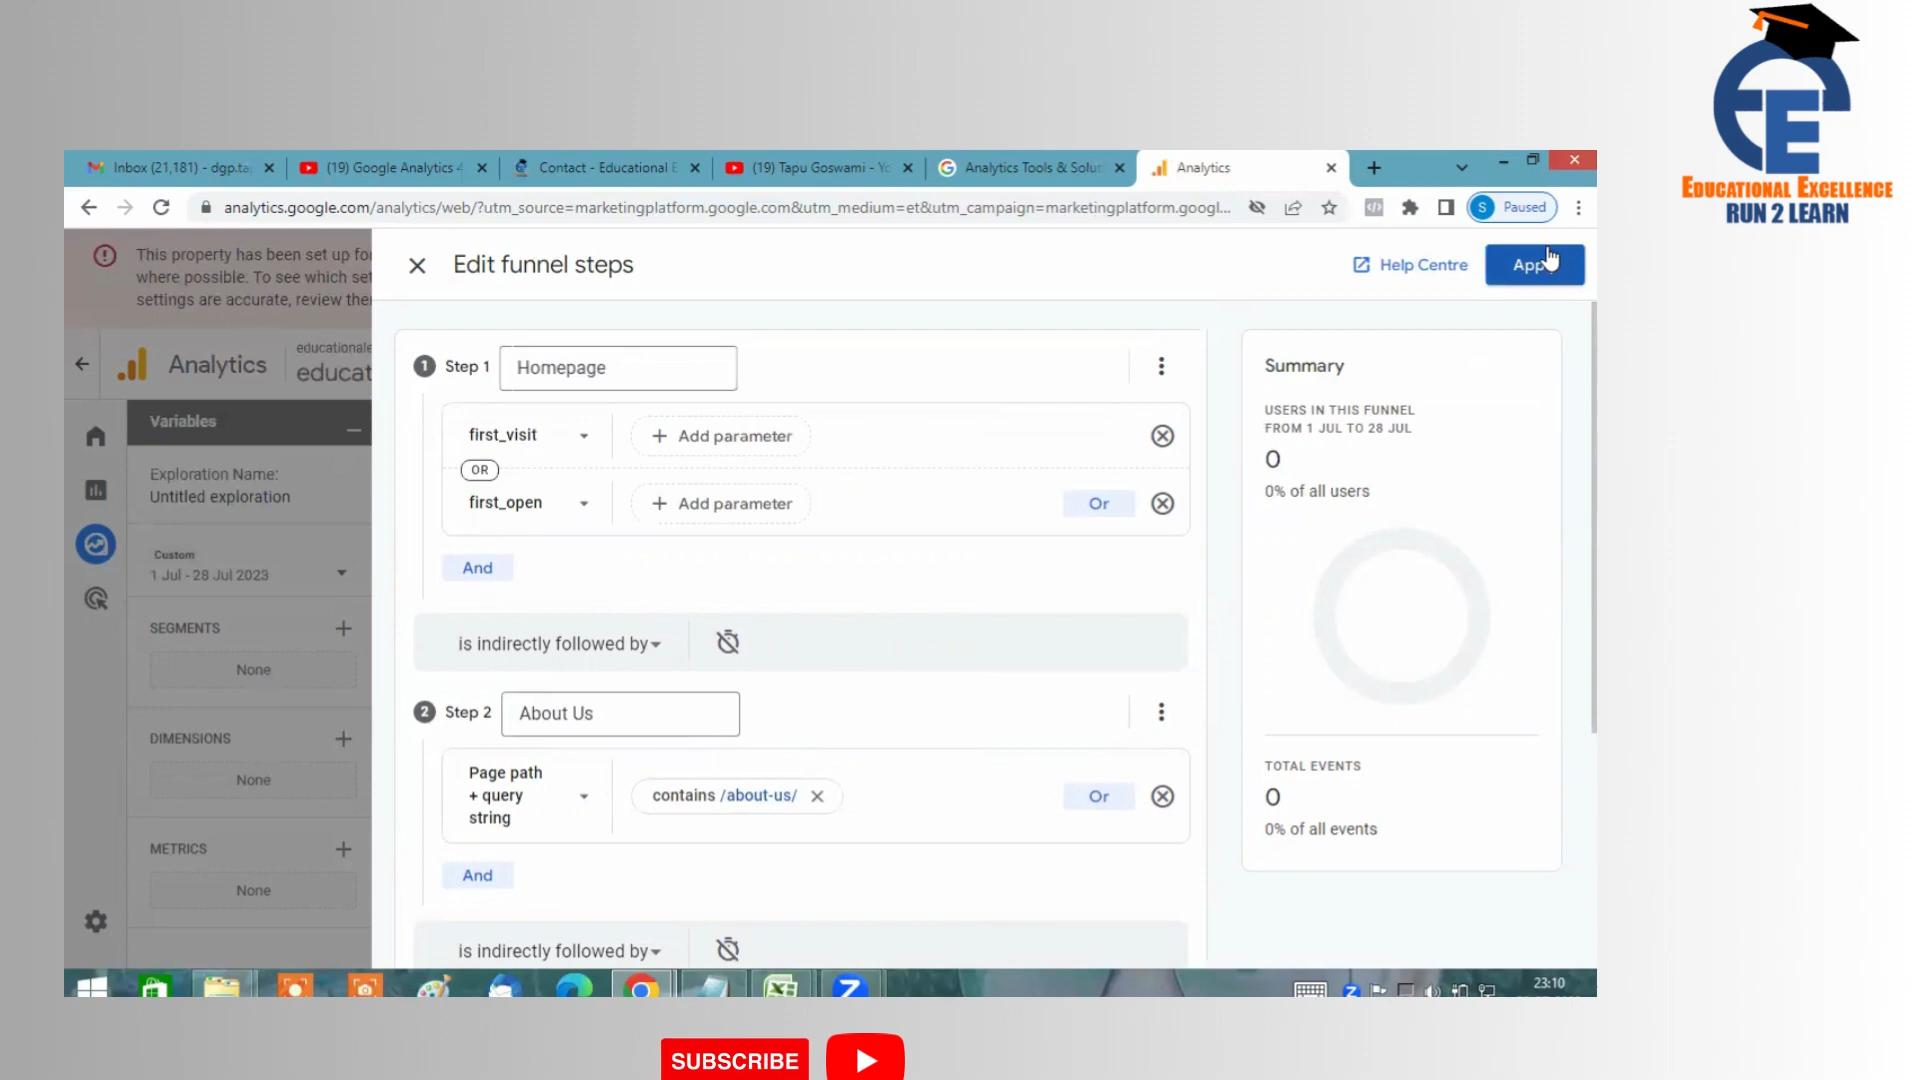 EDUCATIONAL EXCELLENCE
RUN 2 LEARN
Inbox (21,181) - dgp.ta
(19) Google Analytics 4
Contact - Educational E
(19) Tapu Goswami - Yo
Analytics Tools & Soluti
Analytics
analytics.google.com/analytics/web/?utm_source=marketingplatform.google.com&utm_medium=et&utm_campaign=marketingplatform.googl...
S Paused
This property has been set up for
where possible. To see which set
settings are accurate, review the
Edit funnel steps
Help Centre
App
Analytics
educationale
educat
Variables
Exploration Name:
Untitled exploration
Custom
1 Jul - 28 Jul 2023
SEGMENTS
None
DIMENSIONS
None
METRICS
None
1 Step 1 Homepage
first_visit + Add parameter
OR
first_open + Add parameter Or
And
is indirectly followed by
2 Step 2 About Us
Page path
+ query
string
contains /about-us/ Or
And
is indirectly followed by
Summary
USERS IN THIS FUNNEL
FROM 1 JUL TO 28 JUL
0
0% of all users
TOTAL EVENTS
0
0% of all events
23:10
SUBSCRIBE